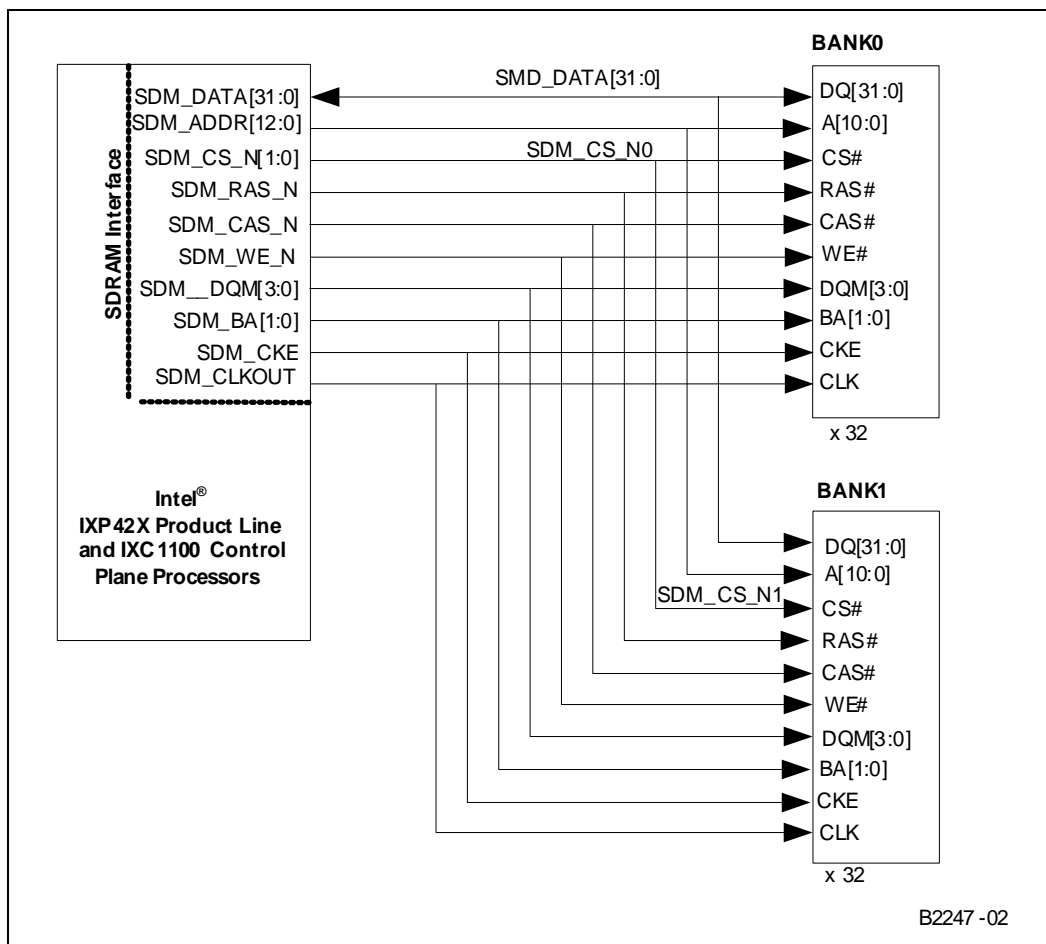 BANK0
SMD_DATA[31:0]
SDM_DATA[31:0]
DQ[31:0]
SDM_ADDR[12:0]
A[10:0]
SDM_CS_N[1:0]
SDM_CS_N0
CS#
SDM_RAS_N
RAS#
SDM_CAS_N
CAS#
SDM_WE_N
WE#
SDM__DQM[3:0]
DQM[3:0]
SDM_BA[1:0]
BA[1:0]
SDM_CKE
CKE
SDM_CLKOUT
CLK
SDRAM Interface
x 32
Intel®
IXP42X Product Line
and IXC1100 Control
Plane Processors
BANK1
DQ[31:0]
A[10:0]
SDM_CS_N1
CS#
RAS#
CAS#
WE#
DQM[3:0]
BA[1:0]
CKE
CLK
x 32
B2247 -02